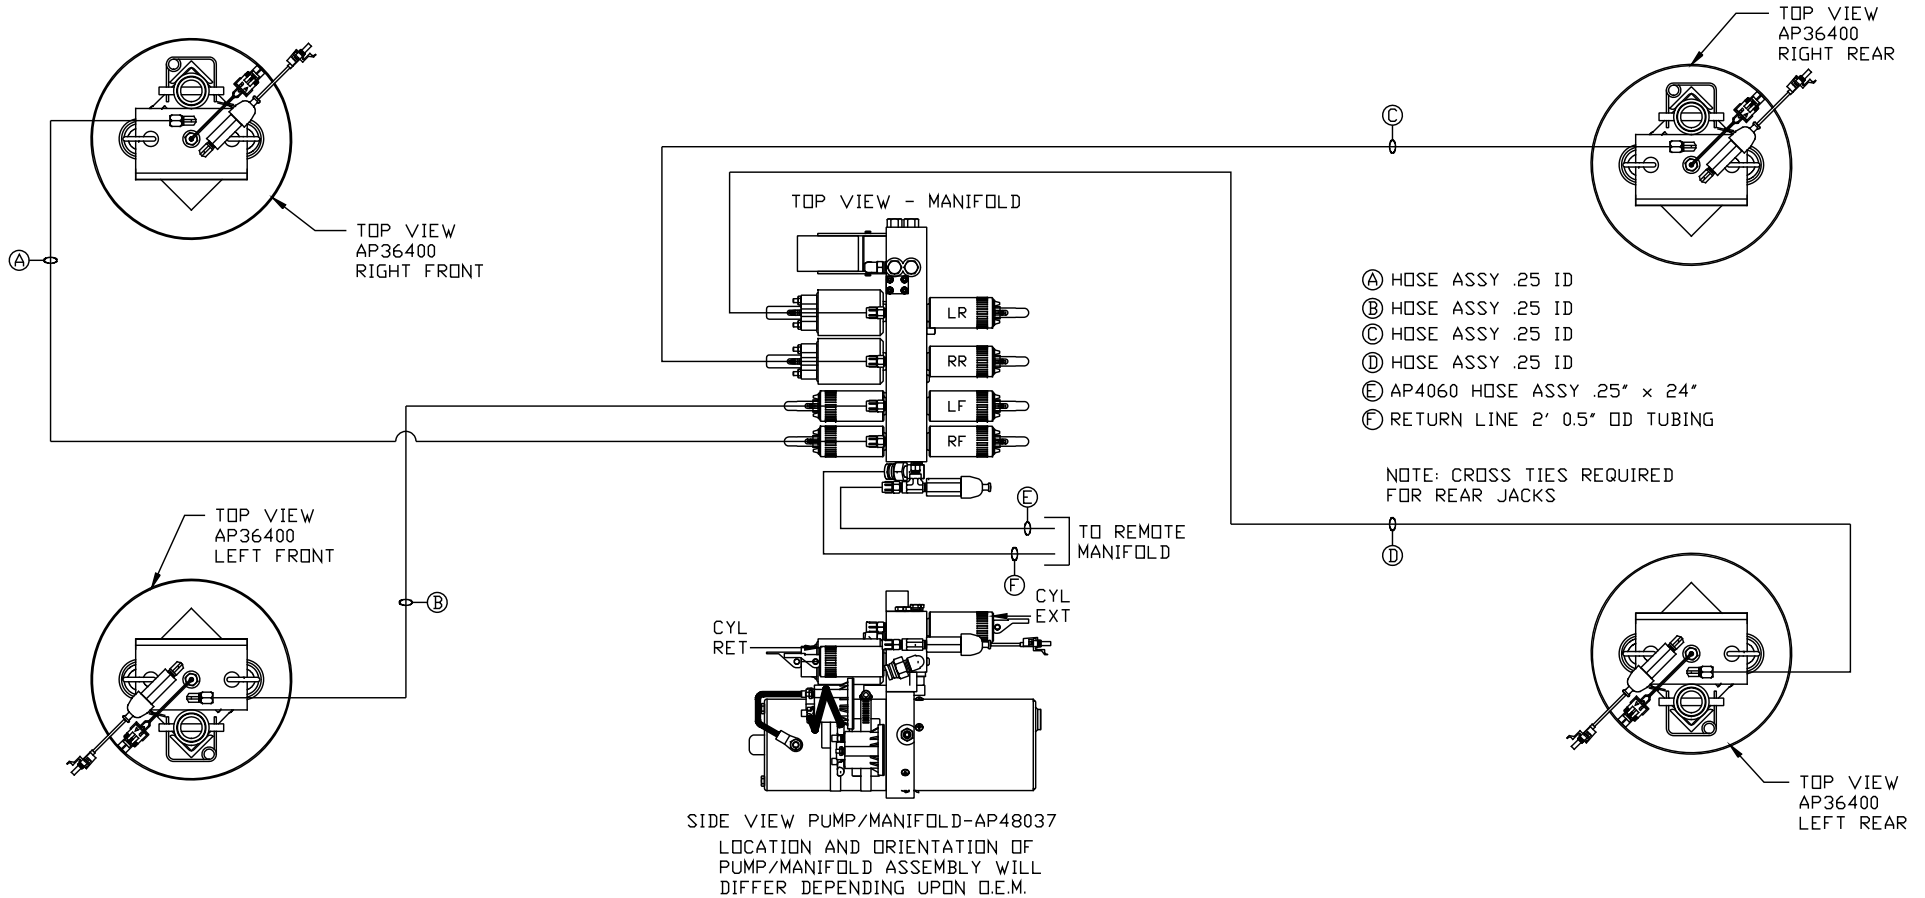 TOP VIEW
AP36400
RIGHT REAR
TOP VIEW - MANIFOLD
TOP VIEW
AP36400
RIGHT FRONT
C
A
LR
RR
LF
RF
A HOSE ASSY .25 ID
B HOSE ASSY .25 ID
C HOSE ASSY .25 ID
D HOSE ASSY .25 ID
E AP4060 HOSE ASSY .25" x 24"
F RETURN LINE 2' 0.5" OD TUBING
NOTE: CROSS TIES REQUIRED
FOR REAR JACKS
TOP VIEW
AP36400
LEFT FRONT
E
TO REMOTE
MANIFOLD
F
D
B
CYL
EXT
CYL
RET
TOP VIEW
AP36400
LEFT REAR
SIDE VIEW PUMP/MANIFOLD-AP48037
LOCATION AND ORIENTATION OF
PUMP/MANIFOLD ASSEMBLY WILL
DIFFER DEPENDING UPON O.E.M.